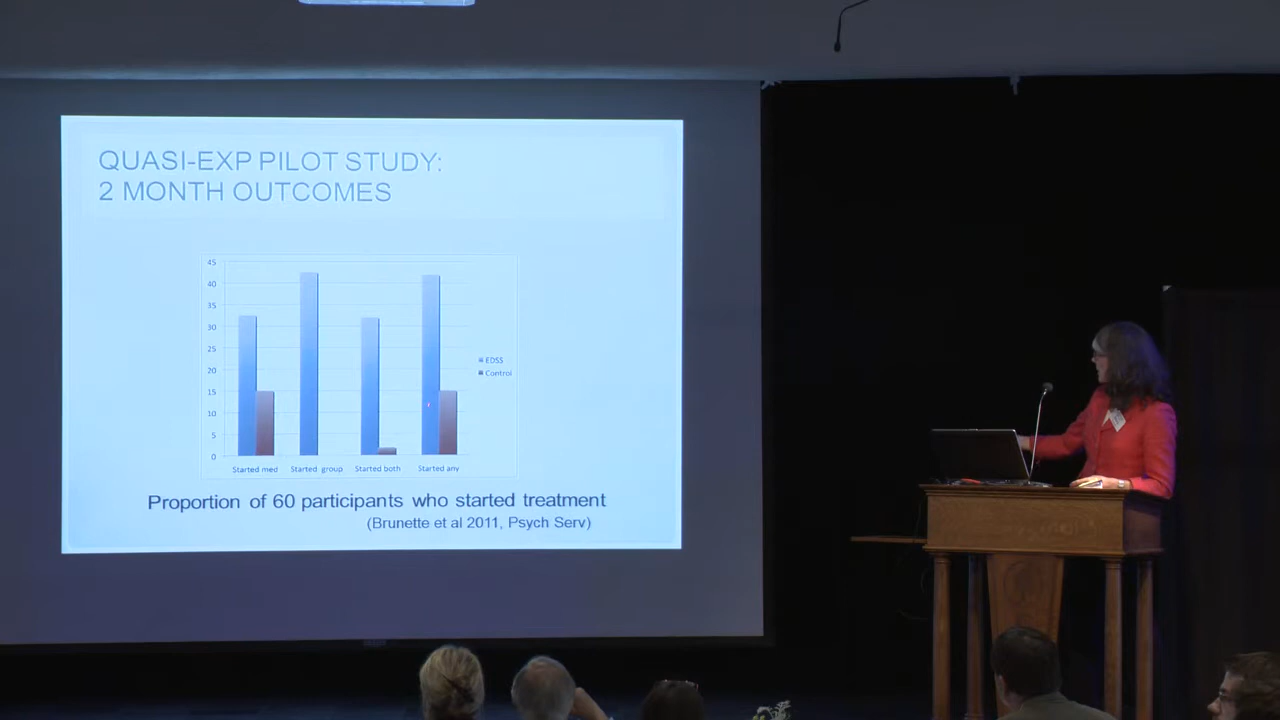 QUASI-EXP PILOT STUDY:
2 MONTH OUTCOMES
45
40
35
30
25
20
15
10
5
0
EDSS
Control
Started med
Started group
Started both
Started any
Proportion of 60 participants who started treatment
(Brunette et al 2011, Psych Serv)